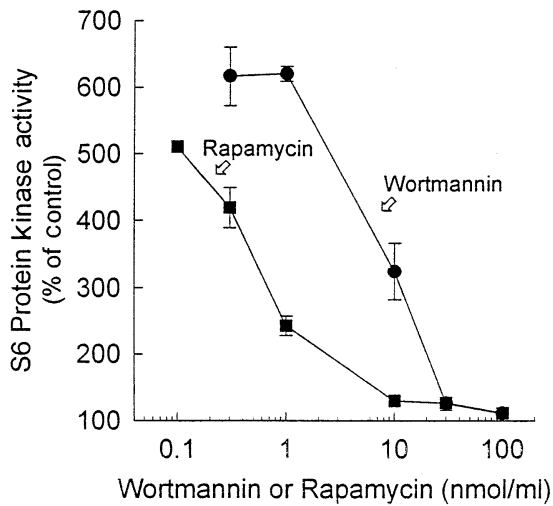 S6 Protein kinase activity
(% of control)
700
600
500
400
300
200
100
Rapamycin
Wortmannin
0.1
1
10
100
Wortmannin or Rapamycin (nmol/ml)